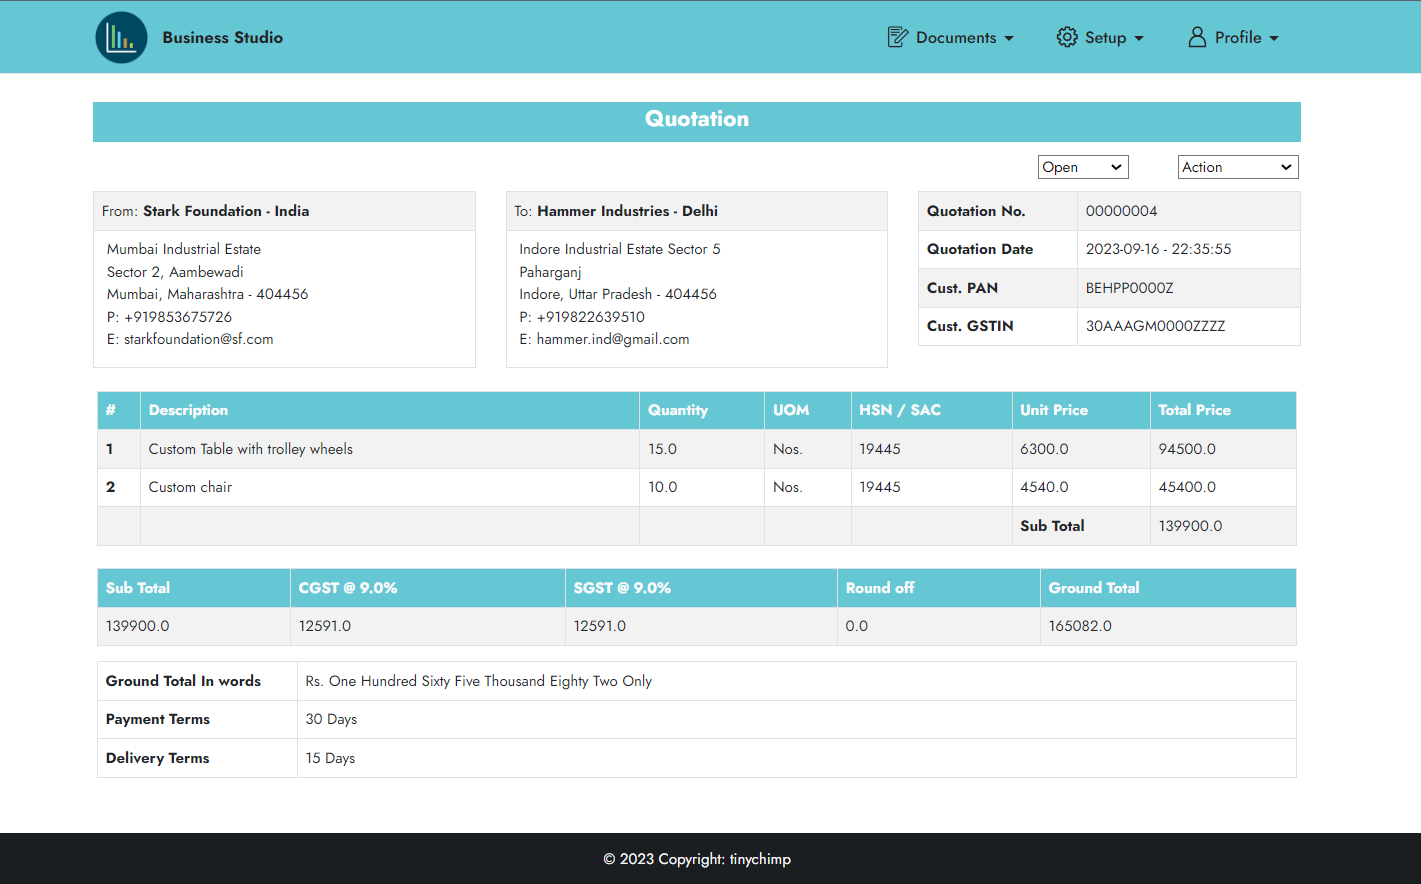 Business Studio
Documents
Setup
Profile
Quotation
Open
Action
From: Stark Foundation - India
Mumbai Industrial Estate
Sector 2, Aambewadi
Mumbai, Maharashtra - 404456
P: +919853675726
E: starkfoundation@sf.com
To: Hammer Industries - Delhi
Indore Industrial Estate Sector 5
Paharganj
Indore, Uttar Pradesh - 404456
P: +919822639510
E: hammer.ind@gmail.com
Quotation No. 00000004
Quotation Date 2023-09-16 - 22:35:55
Cust. PAN BEHPP0000Z
Cust. GSTIN 30AAAGM0000ZZZZ
# Description Quantity UOM HSN / SAC Unit Price Total Price
1 Custom Table with trolley wheels 15.0 Nos. 19445 6300.0 94500.0
2 Custom chair 10.0 Nos. 19445 4540.0 45400.0
Sub Total 139900.0
Sub Total CGST @ 9.0% SGST @ 9.0% Round off Ground Total
139900.0 12591.0 12591.0 0.0 165082.0
Ground Total In words Rs. One Hundred Sixty Five Thousand Eighty Two Only
Payment Terms 30 Days
Delivery Terms 15 Days
© 2023 Copyright: tinychimp